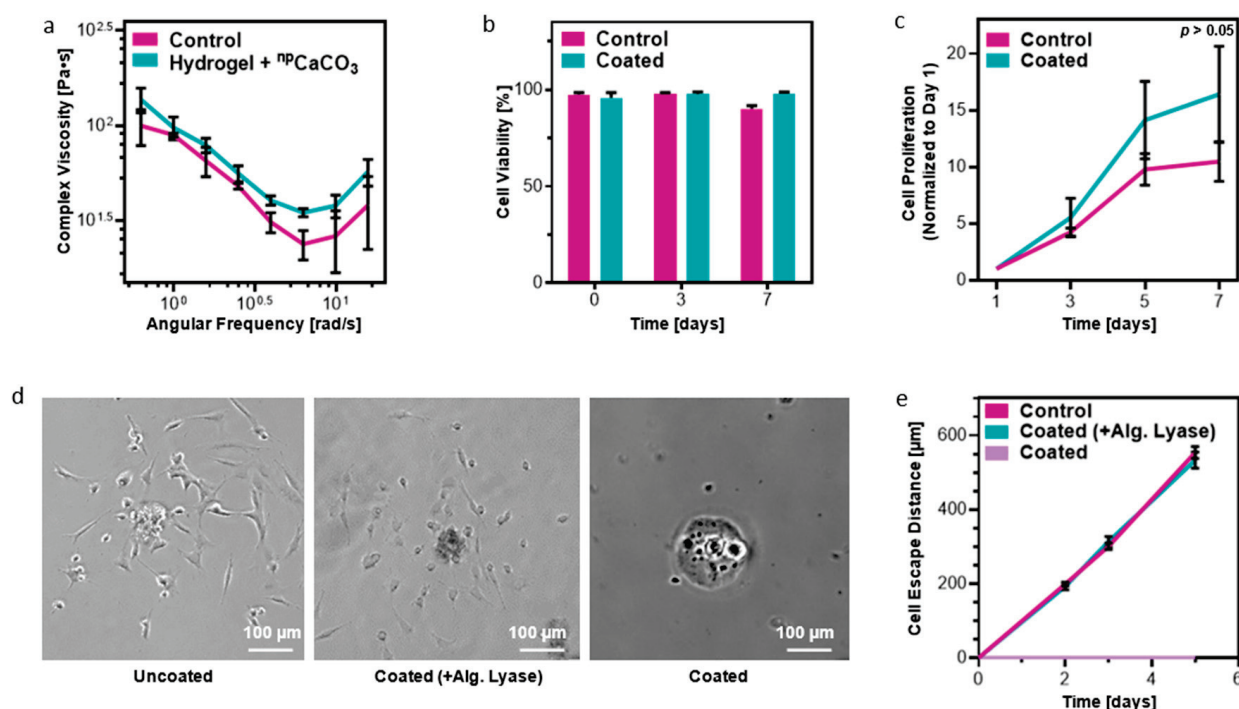 a
Complex Viscosity [Pa•s]
10^2.5
10^2
10^1.5
Control
Hydrogel + ^npCaCO₃
10^0
10^0.5
10^1
Angular Frequency [rad/s]
b
Cell Viability [%]
100
50
0
Control
Coated
0
3
7
Time [days]
c
Cell Proliferation
(Normalized to Day 1)
20
15
10
5
0
Control
Coated
p > 0.05
1
3
5
7
Time [days]
d
100 µm
100 µm
100 µm
Uncoated
Coated (+Alg. Lyase)
Coated
e
Cell Escape Distance [µm]
600
400
200
0
Control
Coated (+Alg. Lyase)
Coated
0
2
4
6
Time [days]